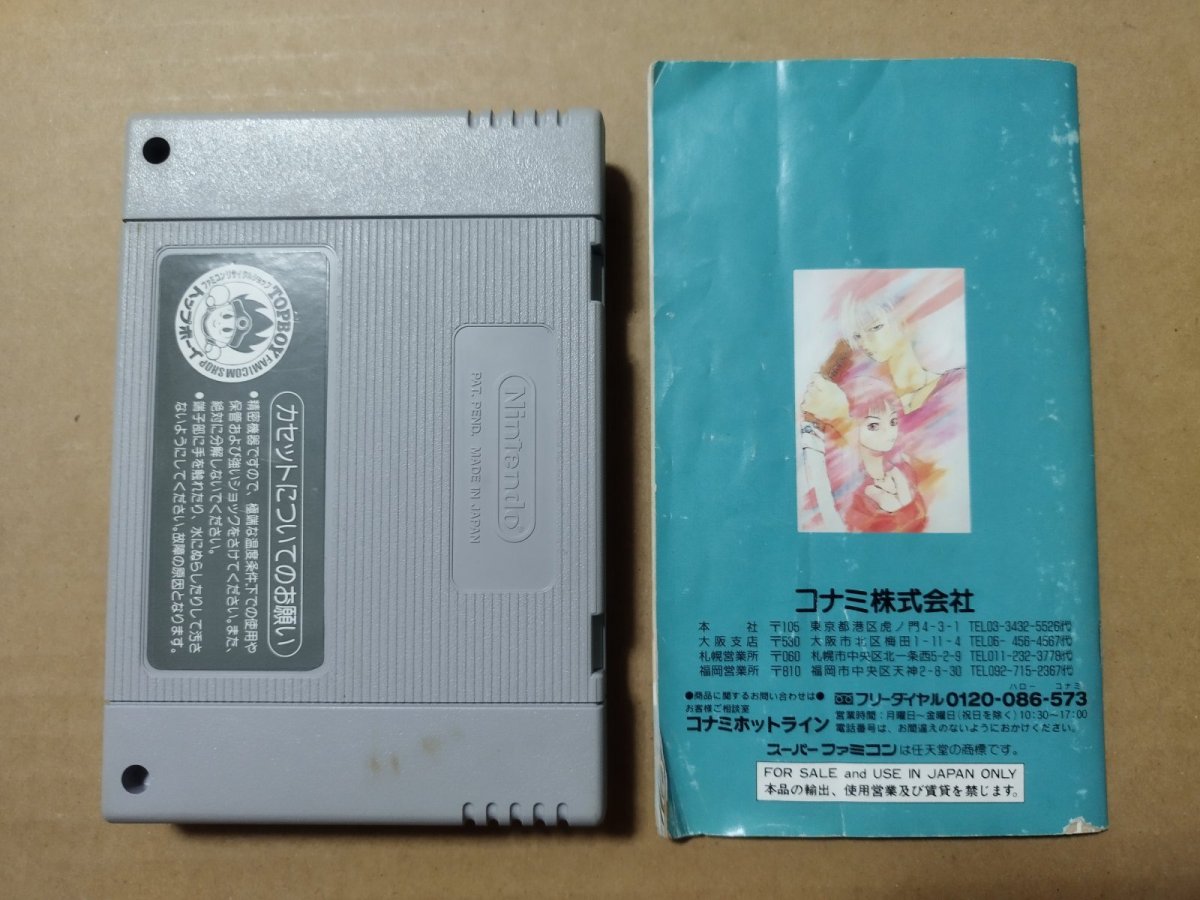 ファミコンリサイクルショップ
TOPBOY FAMICOM SHOP
トップボーイ
カセットについてのお願い
●精密機器ですので、極端な温度条件下での使用や
保管および強いショックをさけてください。また、
絶対に分解しないでください。
●端子部に手を触れたり、水にぬらしたりして汚さ
ないようにしてください。故障の原因となります。
Nintendo®
PAT. PEND. MADE IN JAPAN
コナミ株式会社
本社 〒105 東京都港区虎ノ門4-3-1 TEL03-3432-5526代
大阪支店 〒530 大阪市北区梅田1-11-4 TEL06-456-4567代
札幌営業所 〒060 札幌市中央区北一条西5-2-9 TEL011-232-3778代
福岡営業所 〒810 福岡市中央区天神2-8-30 TEL092-715-2367代
●商品に関するお問い合わせは●
お客様ご相談室
コナミホットライン
ハロー コナミ
フリーダイヤル0120-086-573
営業時間:月曜日〜金曜日(祝日を除く)10:30〜17:00
電話番号は、お間違えのないようにおかけください。
スーパーファミコンは任天堂の商標です。
FOR SALE and USE IN JAPAN ONLY
本品の輸出、使用営業及び賃貸を禁じます。